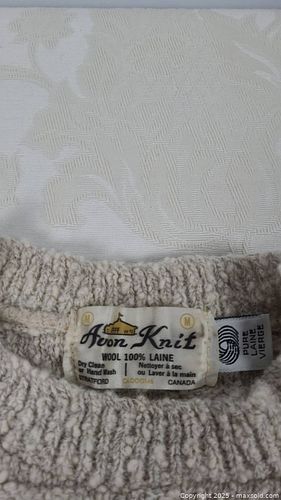 M M
Avon Knit
WOOL 100% LAINE
Dry Clean Nettoyer à sec
or Hand Wash ou Laver à la main
STRATFORD CANADA
PURE
LAINE
VIERGE
Copyright 2025 - maxsold.com